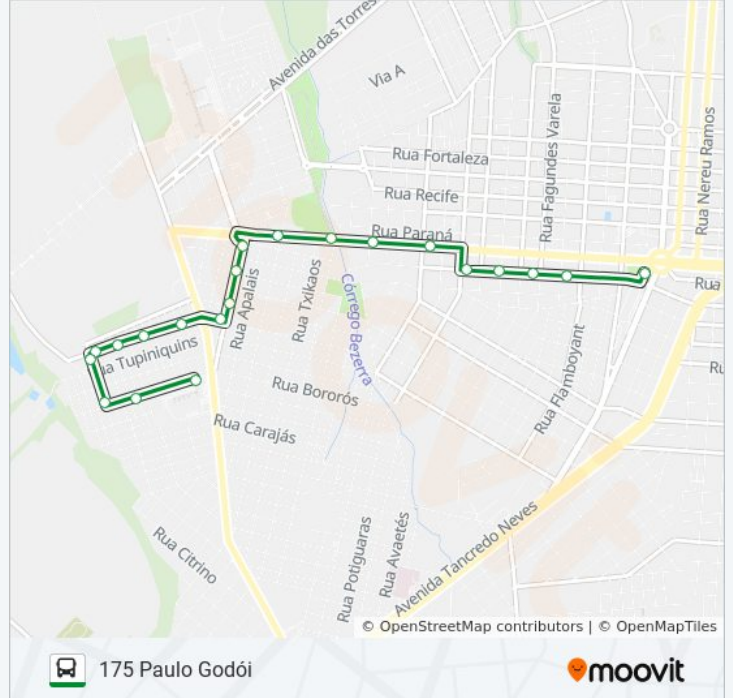 Avenida das Torres
Via A
Rua Fagundes Varela
Rua Nereu Ramos
Rua Fortaleza
Rua Recife
Rua Paraná
Rua
Rua Apalais
Rua Txikaos
Córrego Bezerra
ua Tupiniquins
Rua Flamboyant
Ru
Rua Bororós
Rua Carajás
Rua Citrino
Rua Potiguaras
Rua Avaetés
Avenida Tancredo Neves
© OpenStreetMap contributors | © OpenMapTiles
175 Paulo Godói
moovit